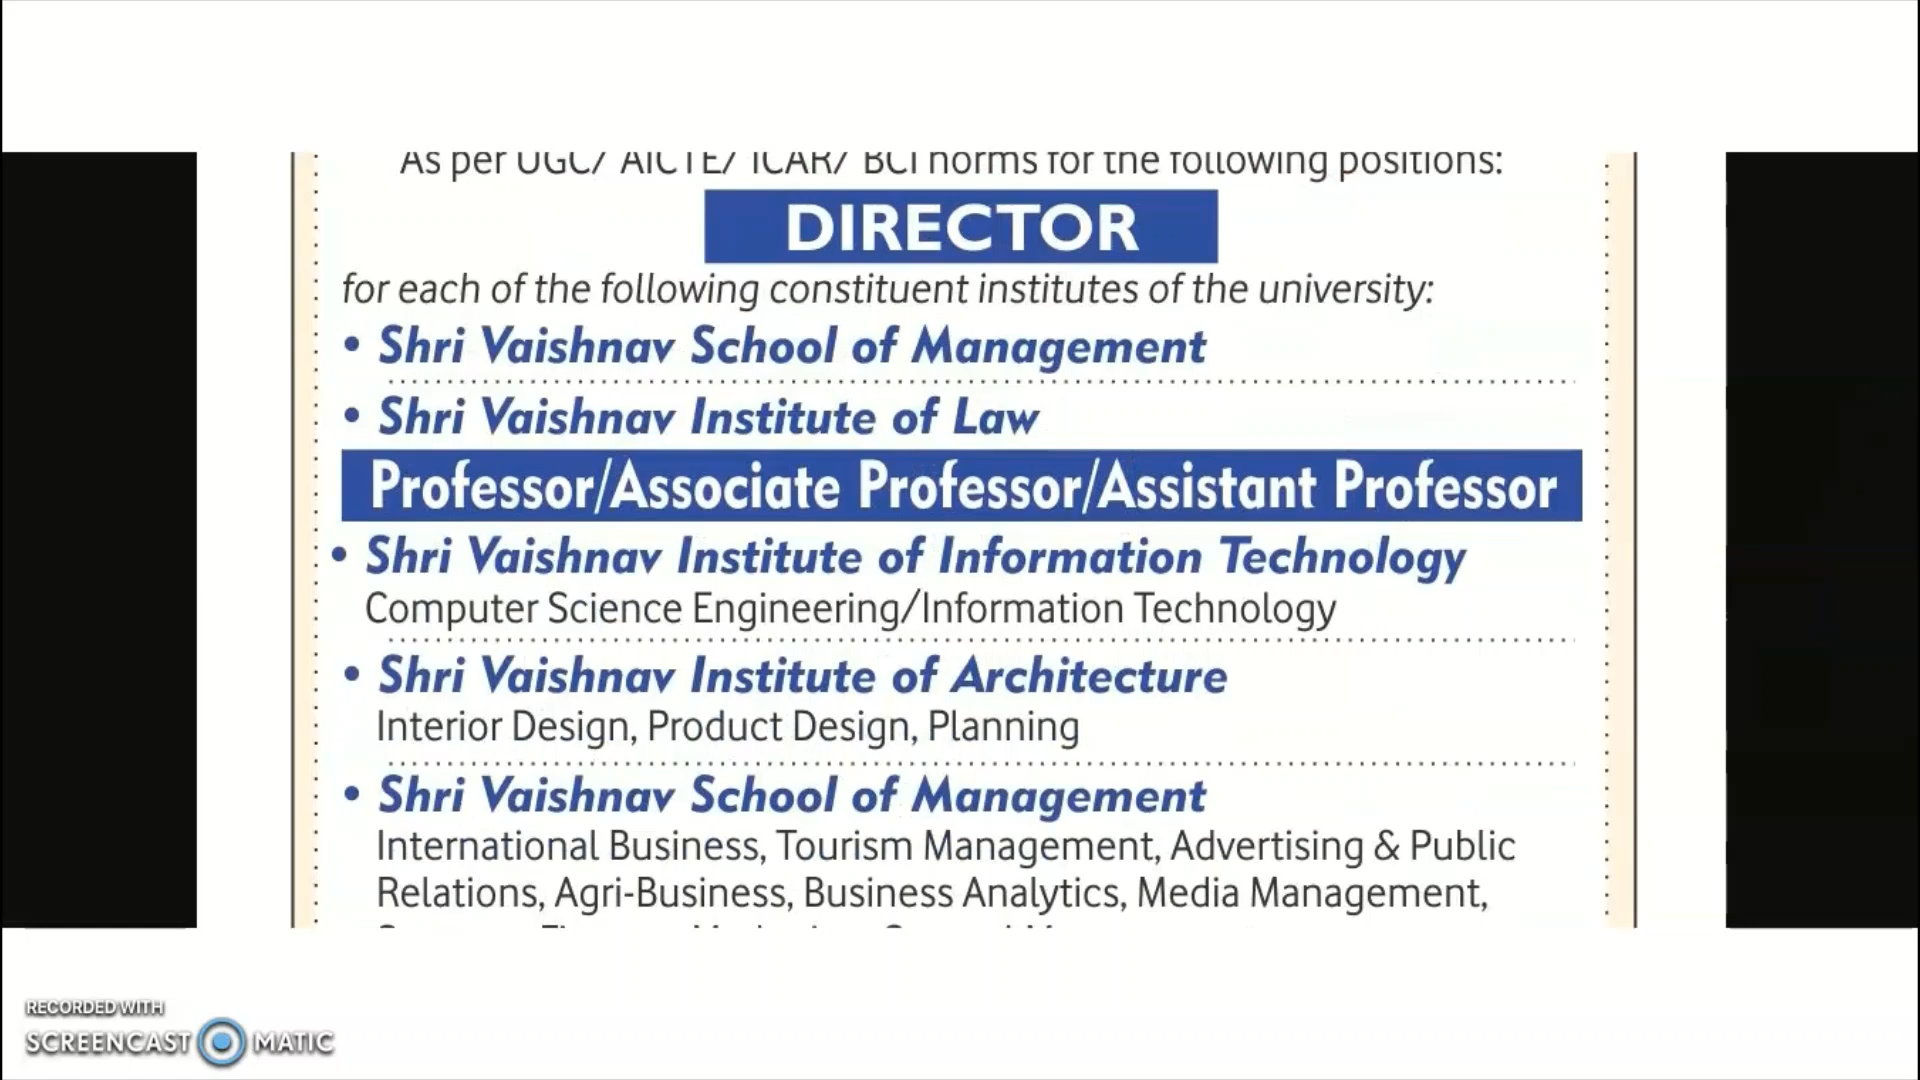 As per UGC/ AICTE/ ICAR/ BCI norms for the following positions:
DIRECTOR
for each of the following constituent institutes of the university:
• Shri Vaishnav School of Management
• Shri Vaishnav Institute of Law
Professor/Associate Professor/Assistant Professor
• Shri Vaishnav Institute of Information Technology
Computer Science Engineering/Information Technology
• Shri Vaishnav Institute of Architecture
Interior Design, Product Design, Planning
• Shri Vaishnav School of Management
International Business, Tourism Management, Advertising & Public
Relations, Agri-Business, Business Analytics, Media Management,
RECORDED WITH
SCREENCAST MATIC